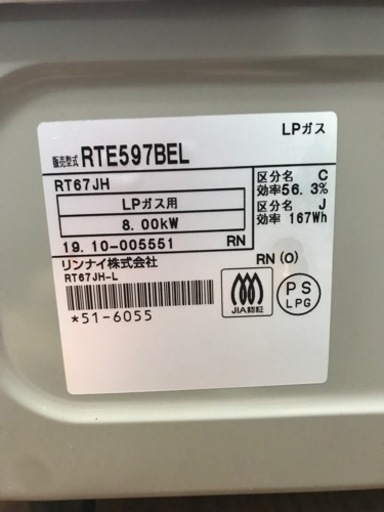 LPガス
販売型式 RTE597BEL
RT67JH
LPガス用
8.00kW
19.10-005551 RN
区分名 C
効率56.3%
区分名 J
効率 167Wh
リンナイ株式会社
RN(O)
RT67JH-L
*51-6055
JIA認証
PS
LPG